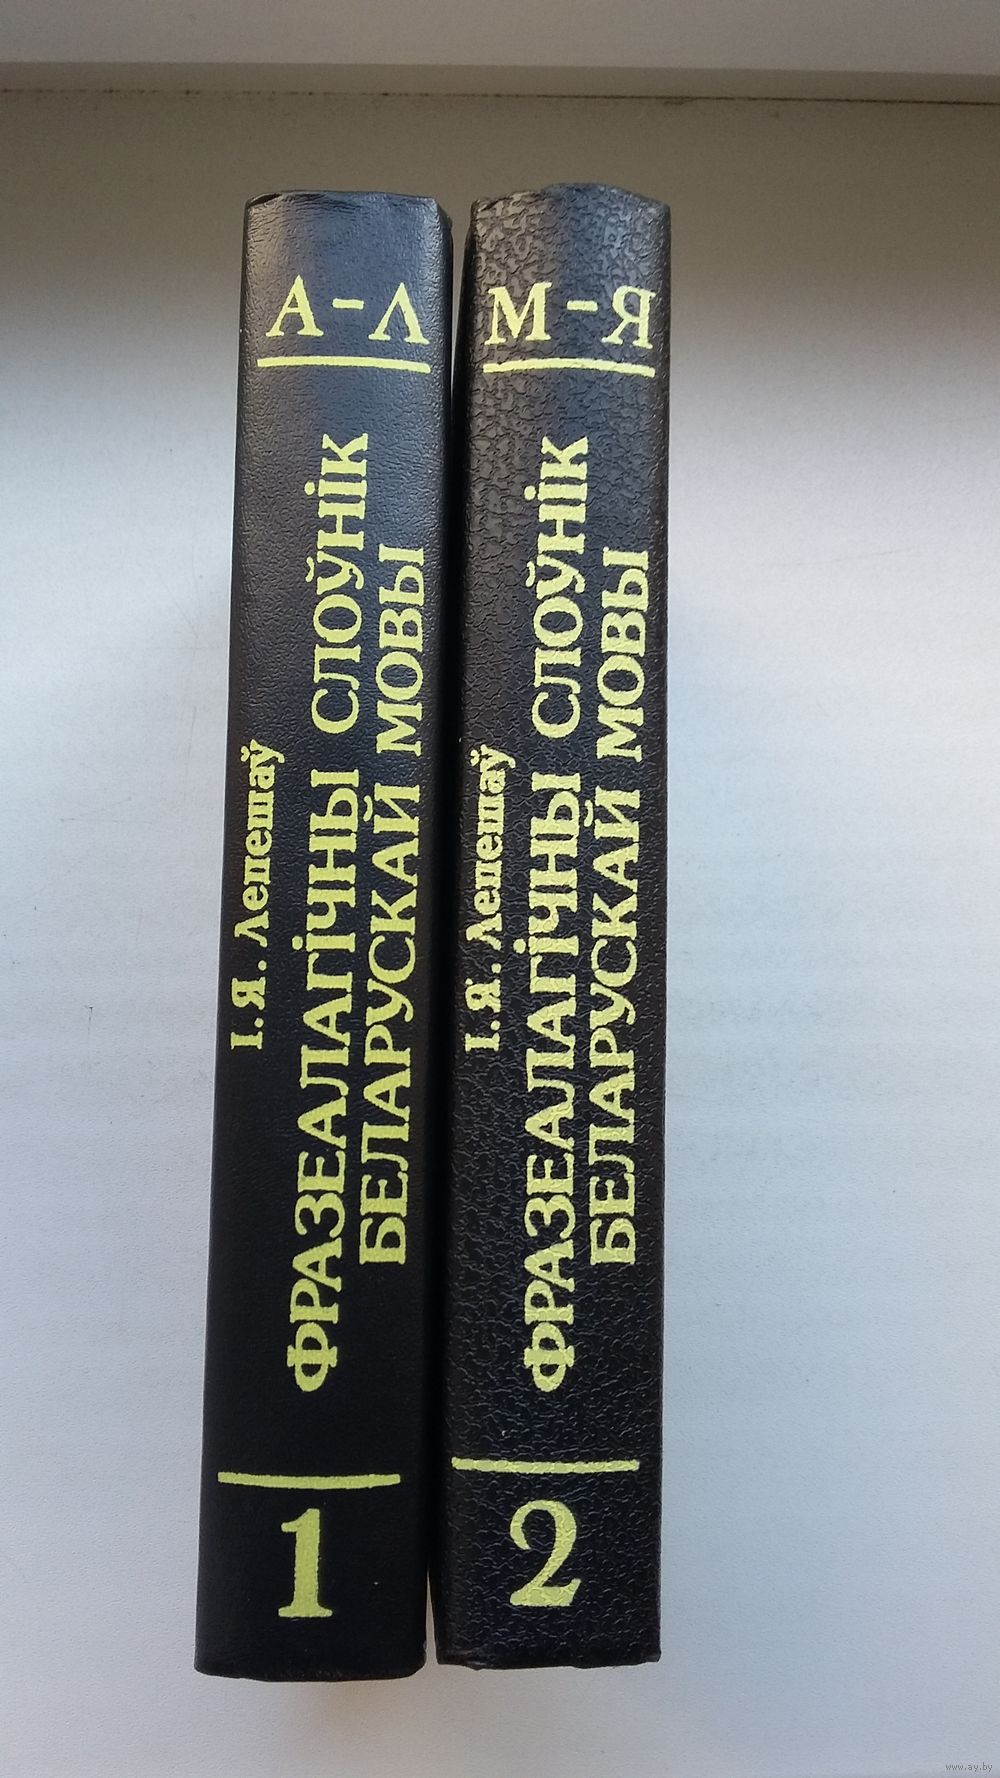 А-Л
І. Я. Лепешаў
ФРАЗЕАЛАГІЧНЫ СЛОЎНІК
БЕЛАРУСКАЙ МОВЫ
1
М-Я
І. Я. Лепешаў
ФРАЗЕАЛАГІЧНЫ СЛОЎНІК
БЕЛАРУСКАЙ МОВЫ
2
www.ay.by